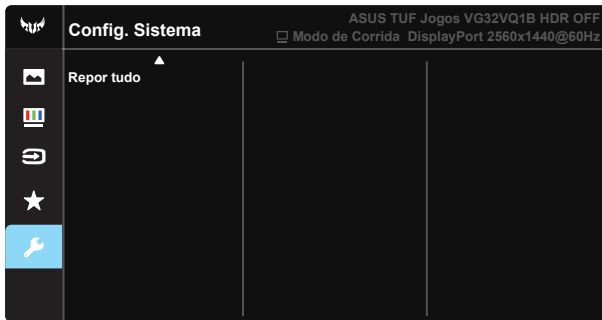 ASUS TUF Jogos VG32VQ1B HDR OFF
Config. Sistema
Modo de Corrida DisplayPort 2560x1440@60Hz
Repor tudo